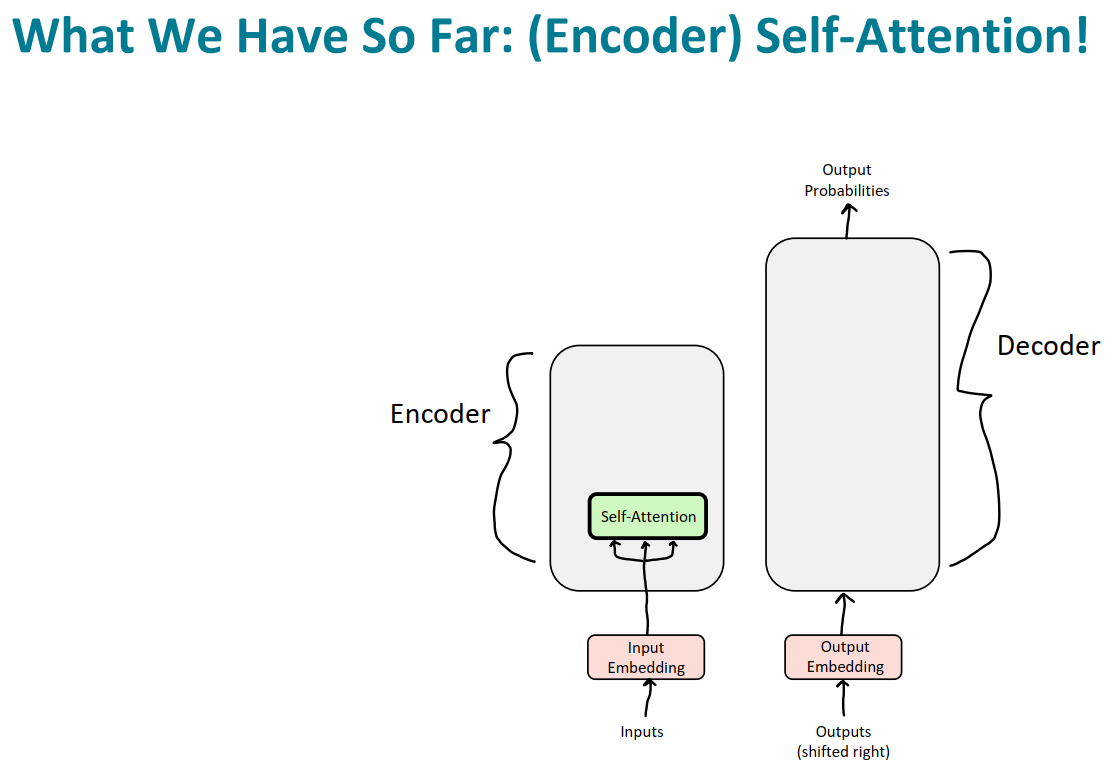 What We Have So Far: (Encoder) Self-Attention!
Output
Probabilities
Decoder
Encoder
Self-Attention
Input
Embedding
Output
Embedding
Inputs
Outputs
(shifted right)